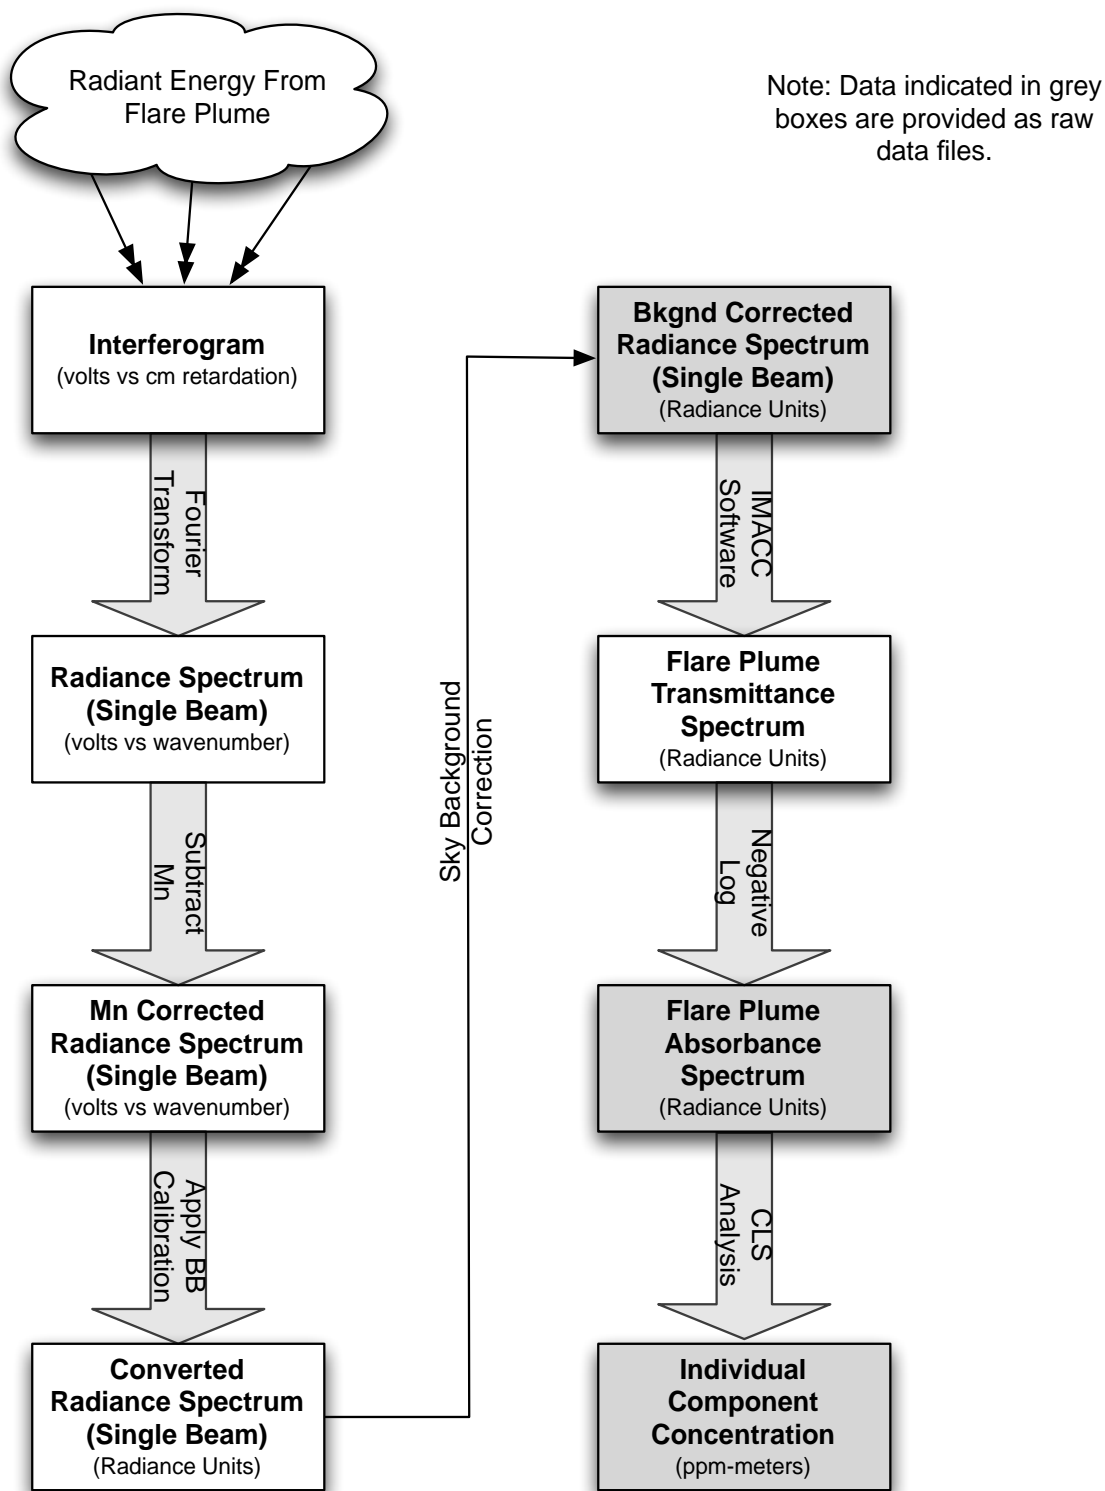 Radiant Energy From
Flare Plume
Note: Data indicated in grey
boxes are provided as raw
data files.
Interferogram
(volts vs cm retardation)
Fourier
Transform
Radiance Spectrum
(Single Beam)
(volts vs wavenumber)
Subtract
Mn
Mn Corrected
Radiance Spectrum
(Single Beam)
(volts vs wavenumber)
Apply BB
Calibration
Converted
Radiance Spectrum
(Single Beam)
(Radiance Units)
Sky Background
Correction
Bkgnd Corrected
Radiance Spectrum
(Single Beam)
(Radiance Units)
IMACC
Software
Flare Plume
Transmittance
Spectrum
(Radiance Units)
Negative
Log
Flare Plume
Absorbance
Spectrum
(Radiance Units)
CLS
Analysis
Individual
Component
Concentration
(ppm-meters)